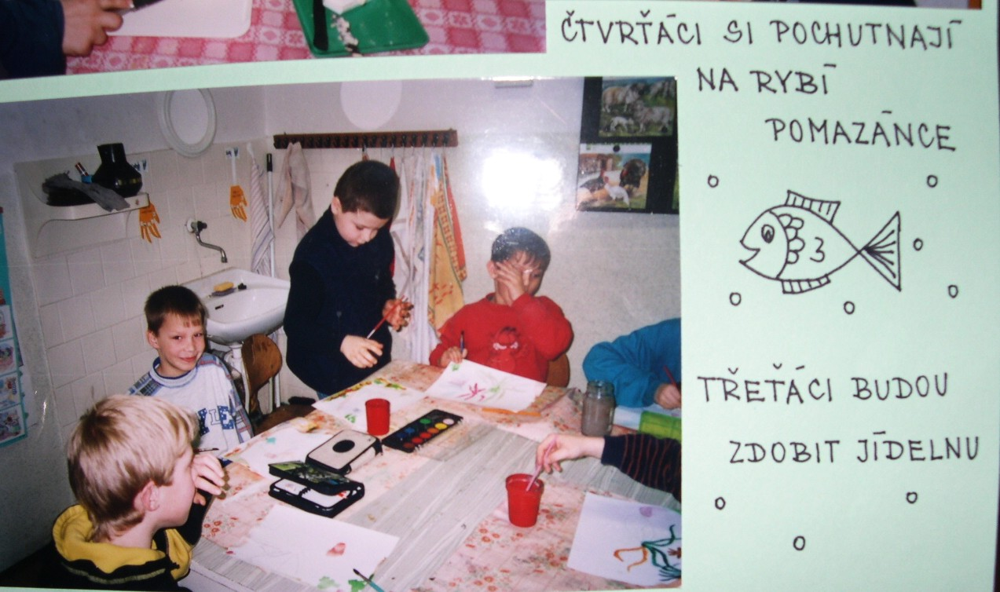 ČTVRŤÁCI SI POCHUTNAJÍ
NA RYBÍ
POMAZÁNCE
3
TŘEŤÁCI BUDOU
ZDOBIT JÍDELNU